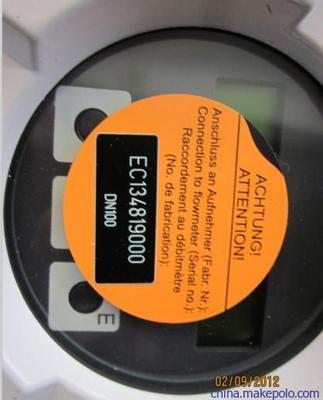 ACHTUNG!
ATTENTION!
Anschluss an Aufnehmer (Fabr. Nr.):
Connection to flowmeter (Serial no.):
Raccordement au débitmètre
(No. de fabrication):
EC134819000
DN100
E
02/09/2012
china.makepolo.com